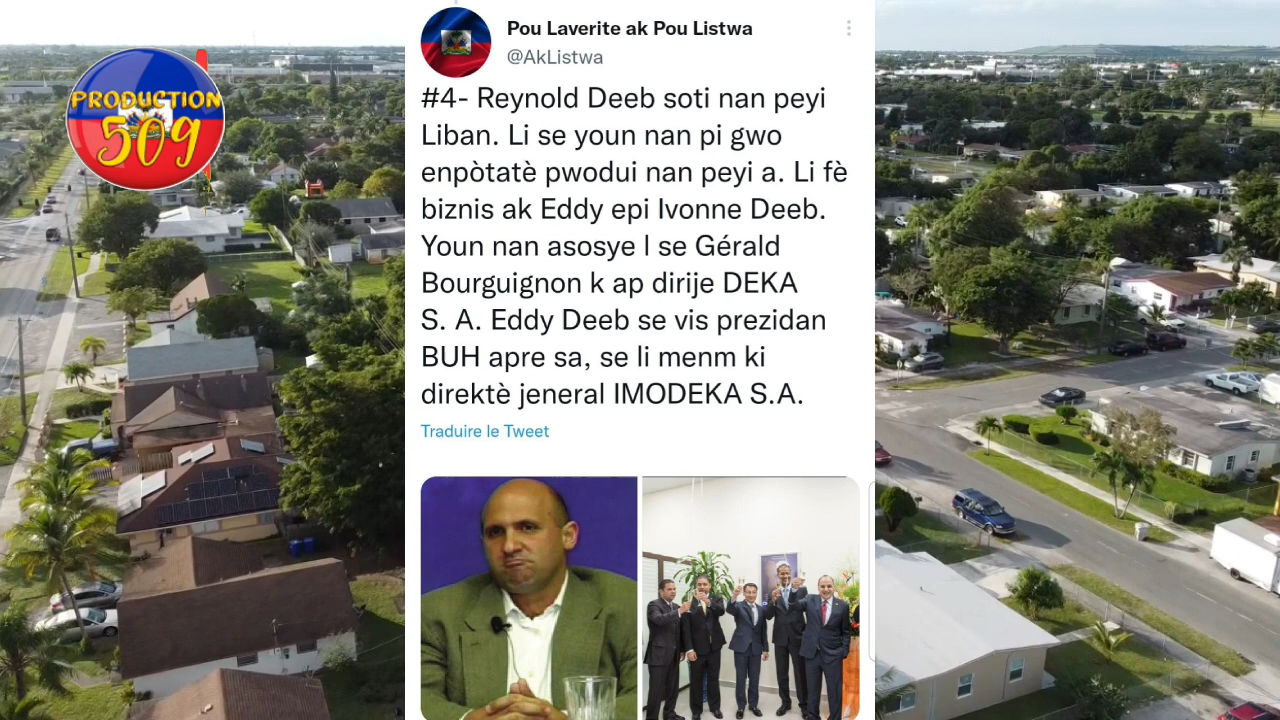 PRODUCTION
509
Pou Laverite ak Pou Listwa
@AkListwa
#4- Reynold Deeb soti nan peyi
Liban. Li se youn nan pi gwo
enpòtatè pwodui nan peyi a. Li fè
biznis ak Eddy epi Ivonne Deeb.
Youn nan asosye l se Gérald
Bourguignon k ap dirije DEKA
S. A. Eddy Deeb se vis prezidan
BUH apre sa, se li menm ki
direktè jeneral IMODEKA S.A.
Traduire le Tweet